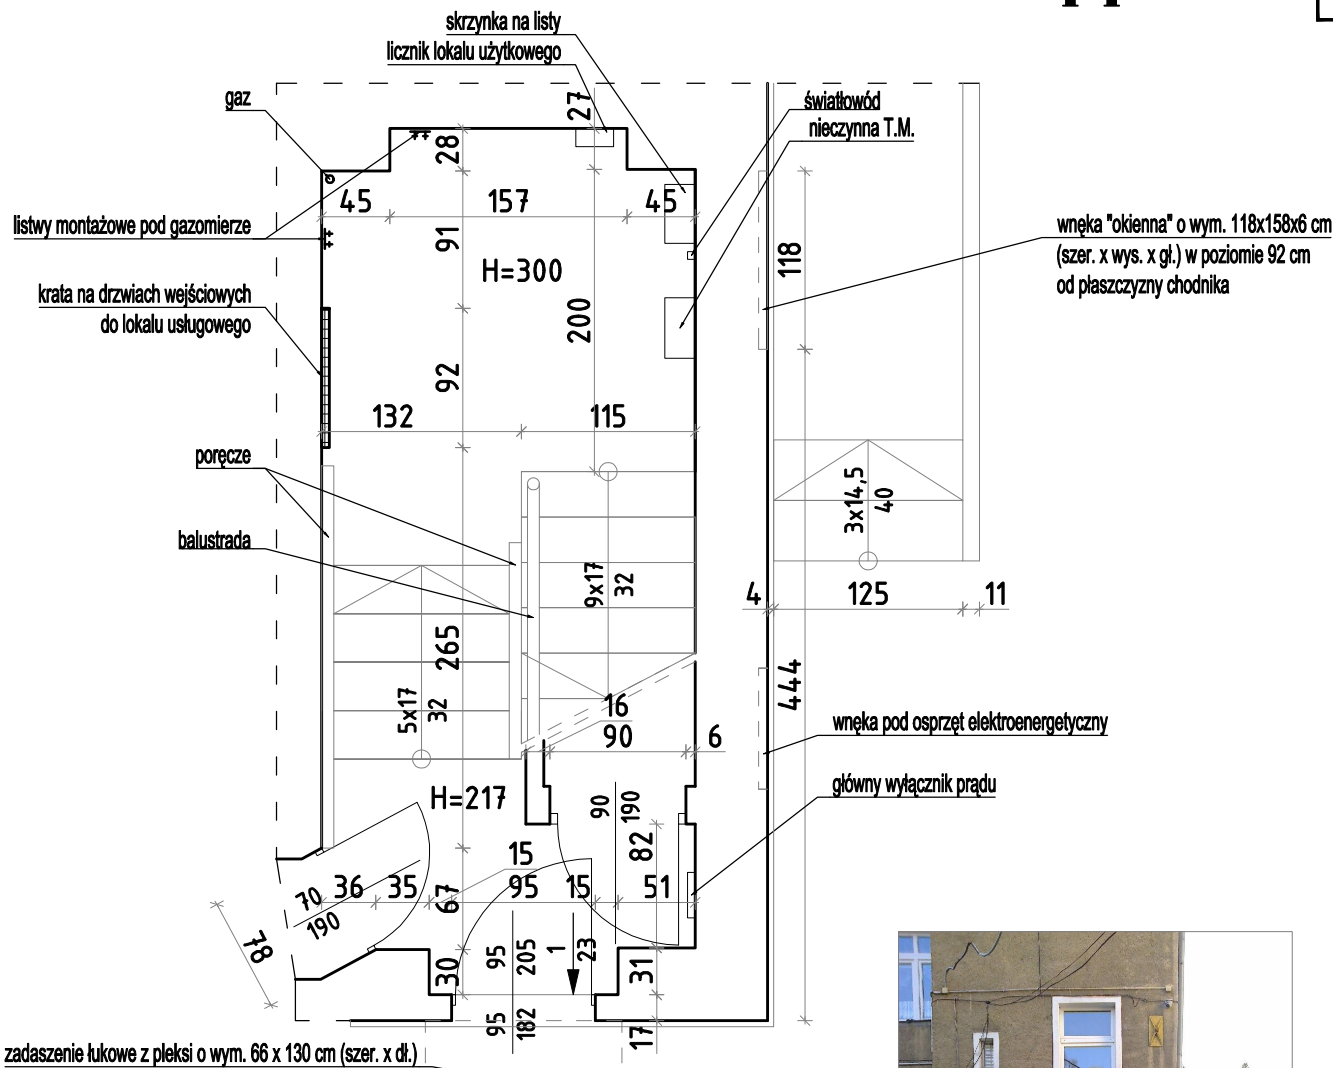 skrzynka na listy
licznik lokalu użytkowego
gaz
światłowód
nieczynna T.M.
27
28
45
157
45
listwy montażowe pod gazomierze
91
H=300
118
wnęka "okienna" o wym. 118x158x6 cm
(szer. x wys. x gł.) w poziomie 92 cm
od płaszczyzny chodnika
krata na drzwiach wejściowych
do lokalu usługowego
200
92
132
115
poręcze
3x14,5
40
balustrada
9x17
32
4
125
11
265
5x17
32
444
16
90
6
wnęka pod osprzęt elektroenergetyczny
H=217
90
190
główny wyłącznik prądu
82
15
36
35
67
95
15
51
70
190
78
30
95
205
1
23
31
95
182
17
zadaszenie łukowe z pleksi o wym. 66 x 130 cm (szer. x dł.)